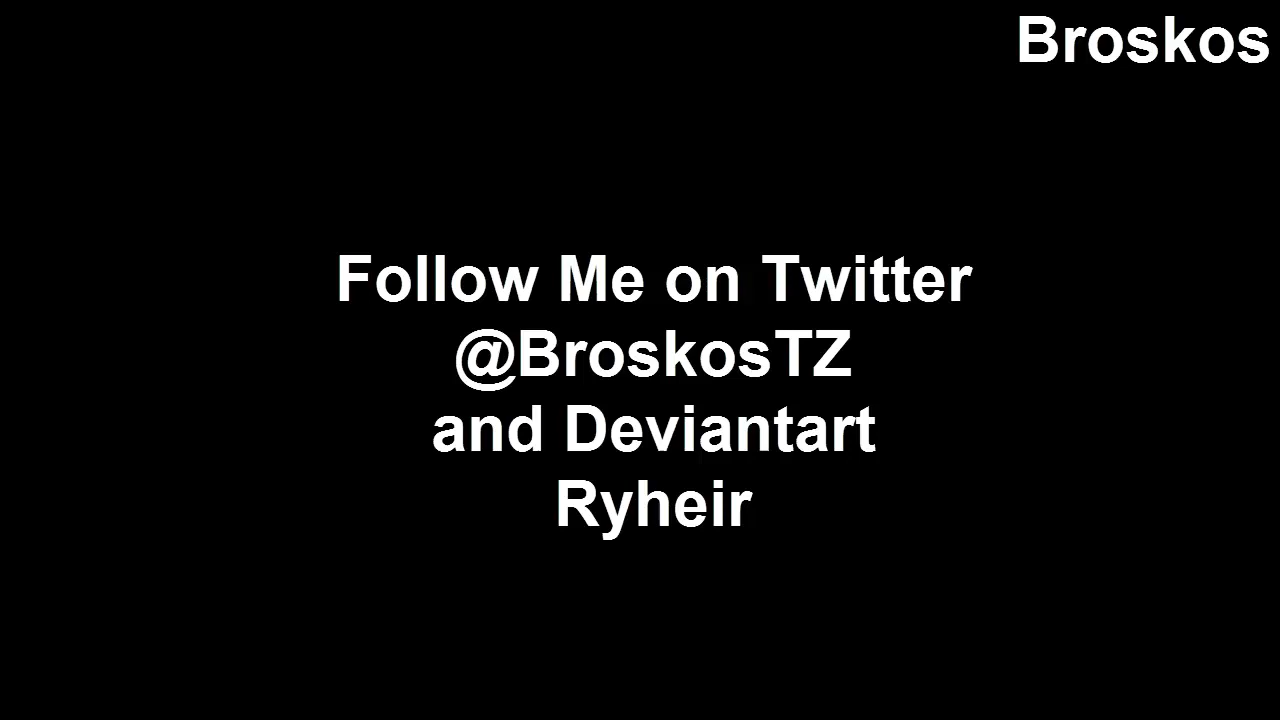 Broskos
Follow Me on Twitter
@BroskosTZ
and Deviantart
Ryheir